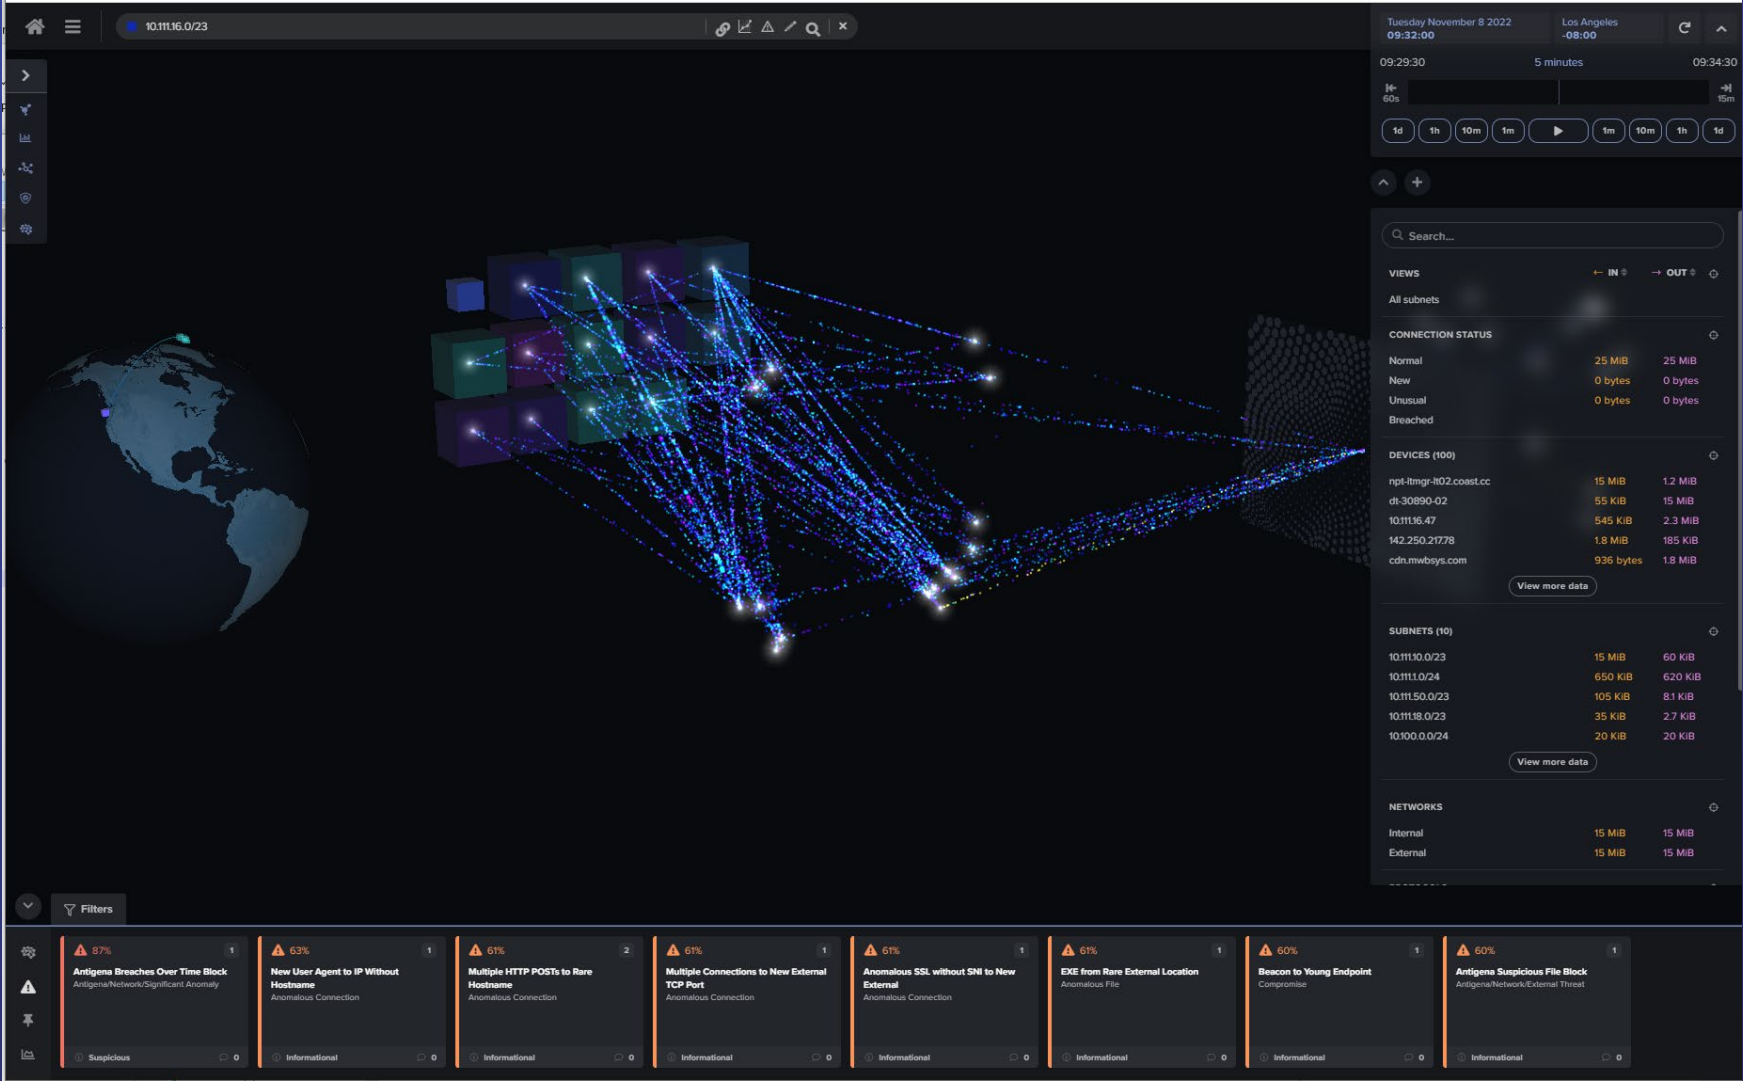 10.111.16.0/23
Tuesday November 8 2022
09:32:00
Los Angeles
-08:00
09:29:30
5 minutes
09:34:30
60s
15m
1d
1h
10m
1m
1m
10m
1h
1d
Search...
VIEWS
IN
OUT
All subnets
CONNECTION STATUS
Normal 25 MiB 25 MiB
New 0 bytes 0 bytes
Unusual 0 bytes 0 bytes
Breached
DEVICES (100)
npt-itmgr-lt02.coast.cc 15 MiB 1.2 MiB
dt-30890-02 55 KiB 15 MiB
10.111.16.47 545 KiB 2.3 MiB
142.250.217.78 1.8 MiB 185 KiB
cdn.mwbsys.com 936 bytes 1.8 MiB
View more data
SUBNETS (10)
10.111.10.0/23 15 MiB 60 KiB
10.111.1.0/24 650 KiB 620 KiB
10.111.50.0/23 105 KiB 8.1 KiB
10.111.18.0/23 35 KiB 2.7 KiB
10.100.0.0/24 20 KiB 20 KiB
View more data
NETWORKS
Internal 15 MiB 15 MiB
External 15 MiB 15 MiB
Filters
87% 1
Antigena Breaches Over Time Block
Antigena/Network/Significant Anomaly
Suspicious 0
63% 1
New User Agent to IP Without
Hostname
Anomalous Connection
Informational 0
61% 2
Multiple HTTP POSTs to Rare
Hostname
Anomalous Connection
Informational 0
61% 1
Multiple Connections to New External
TCP Port
Anomalous Connection
Informational 0
61% 1
Anomalous SSL without SNI to New
External
Anomalous Connection
Informational 0
61% 1
EXE from Rare External Location
Anomalous File
Informational 0
60% 1
Beacon to Young Endpoint
Compromise
Informational 0
60% 1
Antigena Suspicious File Block
Antigena/Network/External Threat
Informational 0